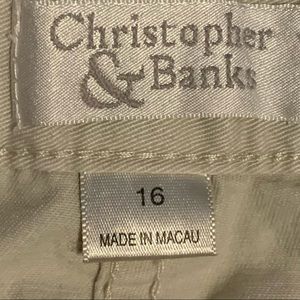 Christopher
& Banks
16
MADE IN MACAU